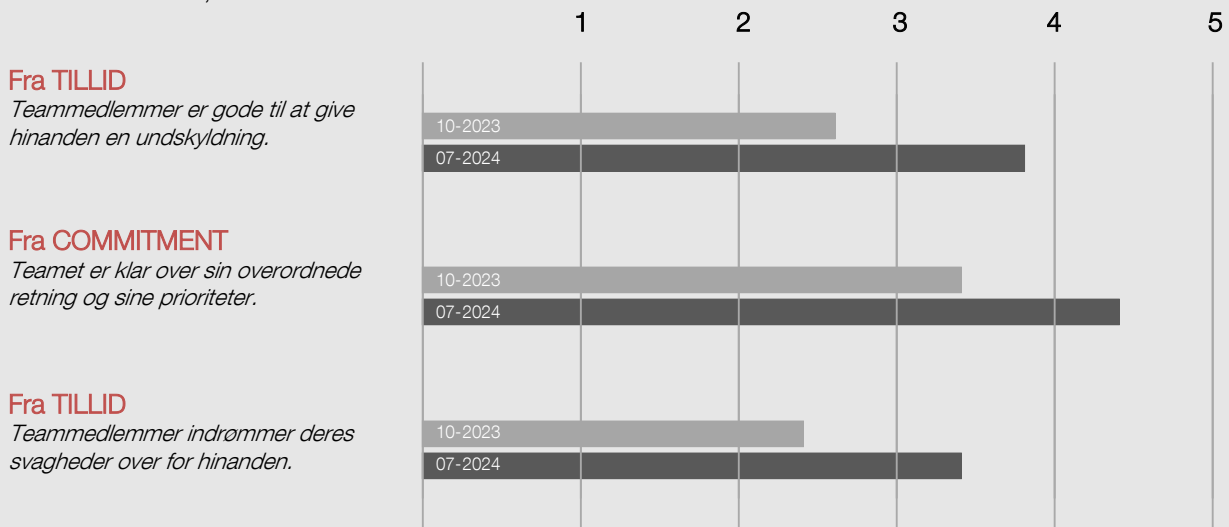 1 2 3 4 5
Fra TILLID
Teammedlemmer er gode til at give
hinanden en undskyldning.
10-2023
07-2024
Fra COMMITMENT
Teamet er klar over sin overordnede
retning og sine prioriteter.
10-2023
07-2024
Fra TILLID
Teammedlemmer indrømmer deres
svagheder over for hinanden.
10-2023
07-2024